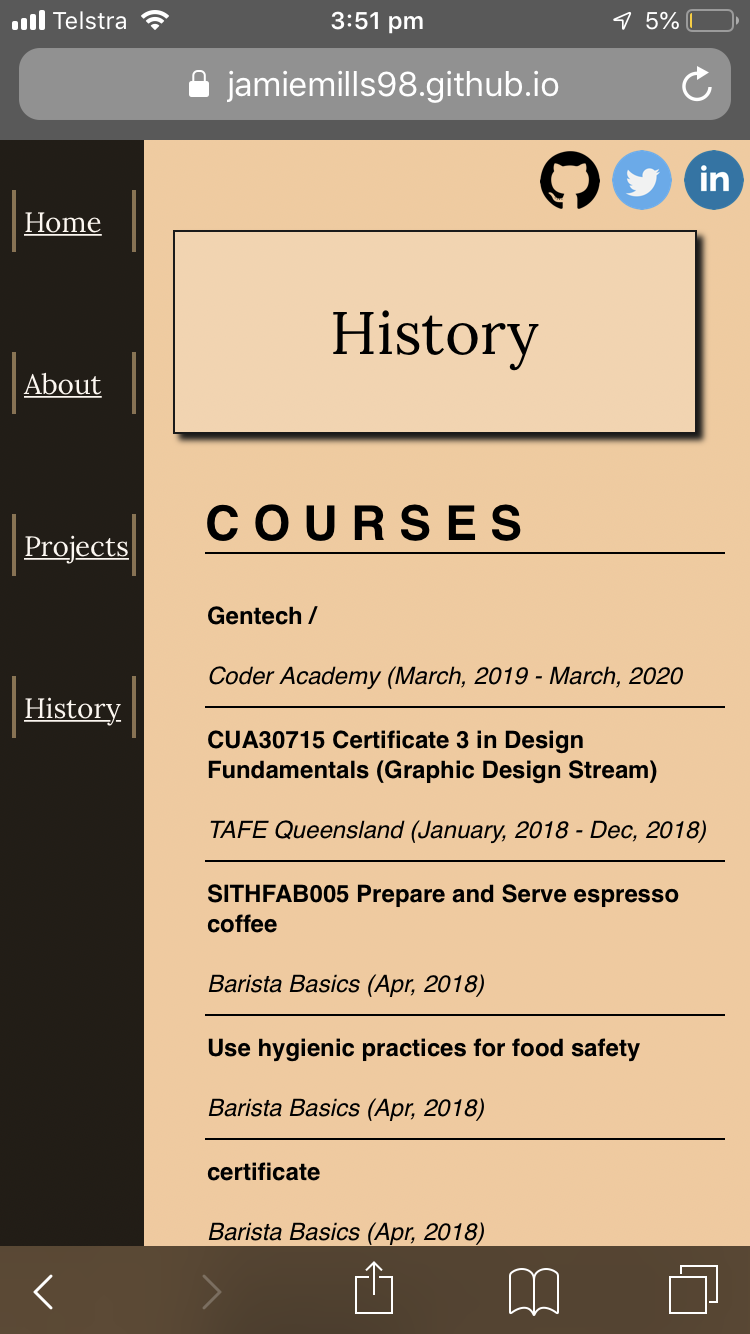 Telstra 3:51 pm 5%
jamiemills98.github.io
in
Home
About
Projects
History
History
COURSES
Gentech /
Coder Academy (March, 2019 - March, 2020
CUA30715 Certificate 3 in Design
Fundamentals (Graphic Design Stream)
TAFE Queensland (January, 2018 - Dec, 2018)
SITHFAB005 Prepare and Serve espresso
coffee
Barista Basics (Apr, 2018)
Use hygienic practices for food safety
Barista Basics (Apr, 2018)
certificate
Barista Basics (Apr, 2018)